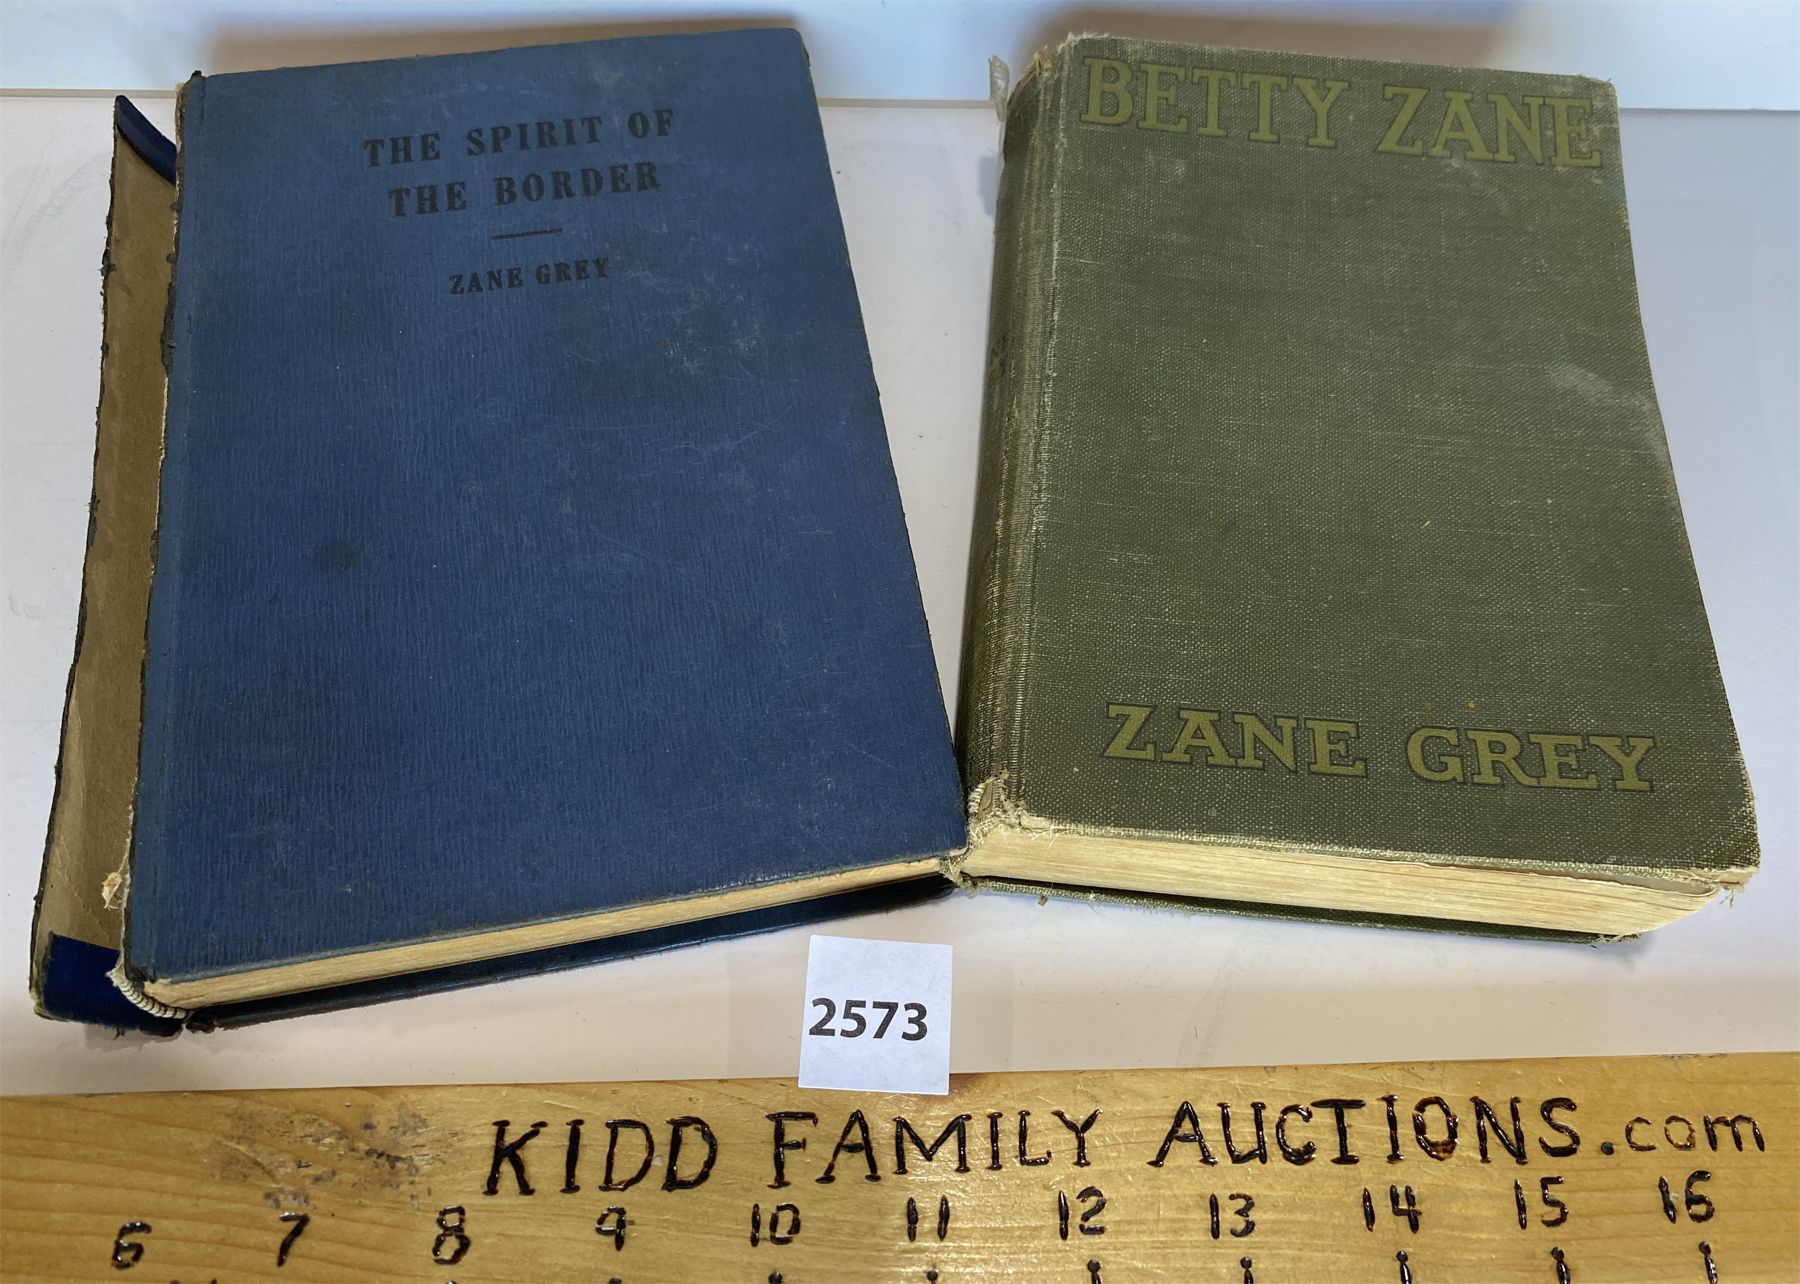 THE SPIRIT OF
THE BORDER
ZANE GREY
BETTY ZANE
ZANE GREY
2573
KIDD FAMILY AUCTIONS.com
6 7 8 9 10 11 12 13 14 15 16